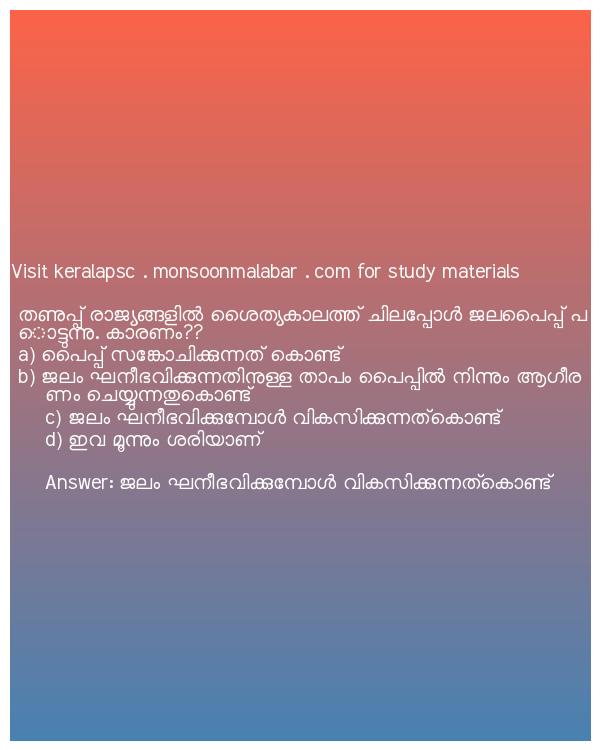 Visit keralapsc . monsoonmalabar . com for study materials
തണുപ്പ് രാജ്യങ്ങളിൽ ശൈത്യകാലത്ത് ചിലപ്പോൾ ജലപൈപ്പ് പ
ൊട്ടുന്നു. കാരണം??
a) പൈപ്പ് സങ്കോചിക്കുന്നത് കൊണ്ട്
b) ജലം ഘനീഭവിക്കുന്നതിനുള്ള താപം പൈപ്പിൽ നിന്നും ആഗീര
ണം ചെയ്യുന്നതുകൊണ്ട്
c) ജലം ഘനീഭവിക്കുമ്പോൾ വികസിക്കുന്നത്കൊണ്ട്
d) ഇവ മൂന്നും ശരിയാണ്
Answer: ജലം ഘനീഭവിക്കുമ്പോൾ വികസിക്കുന്നത്കൊണ്ട്